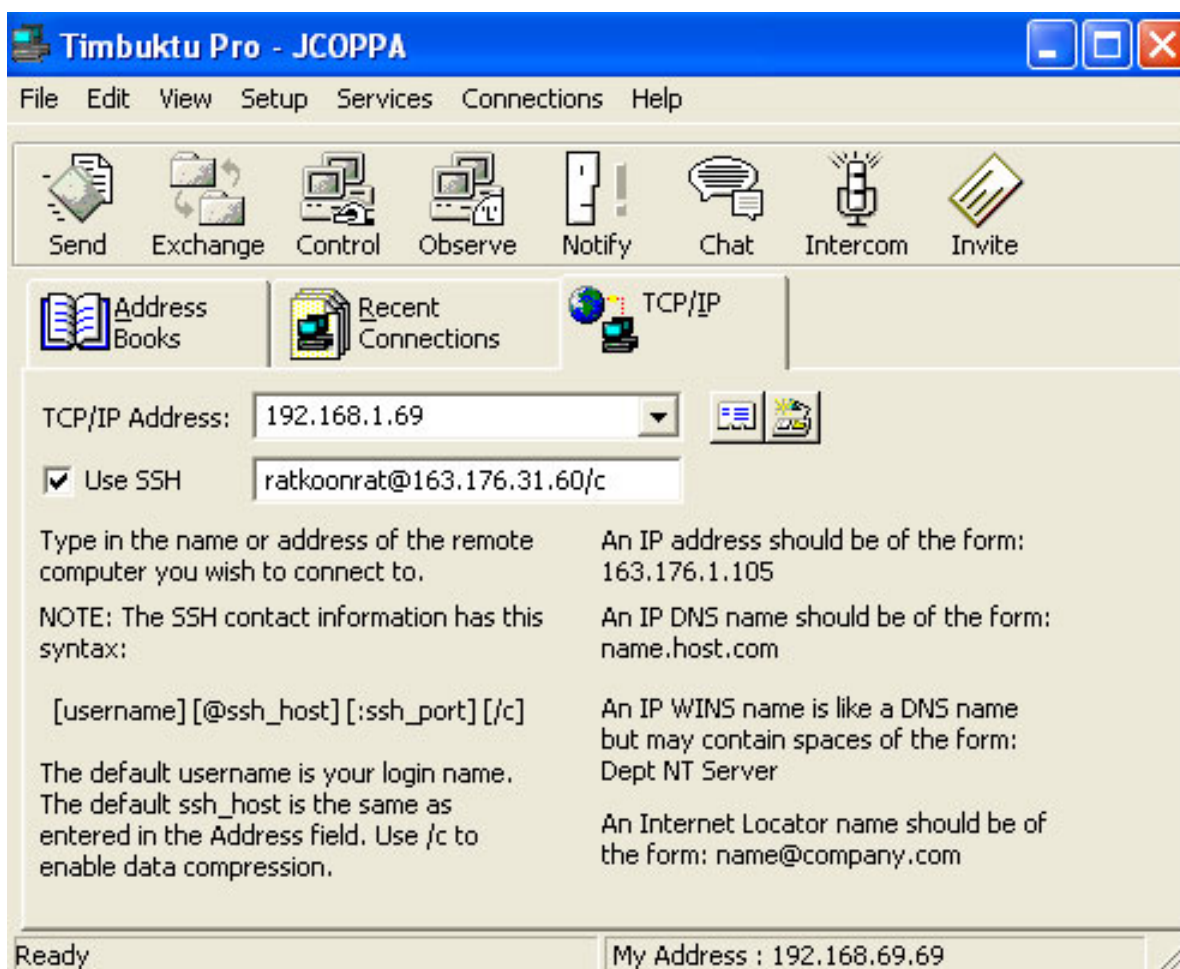 Timbuktu Pro - JCOPPA
File Edit View Setup Services Connections Help
Send Exchange Control Observe Notify Chat Intercom Invite
Address
Books
Recent
Connections
TCP/IP
TCP/IP Address: 192.168.1.69
Use SSH ratkoonrat@163.176.31.60/c
Type in the name or address of the remote
computer you wish to connect to.
NOTE: The SSH contact information has this
syntax:
[username][@ssh_host][:ssh_port][/c]
The default username is your login name.
The default ssh_host is the same as
entered in the Address field. Use /c to
enable data compression.
An IP address should be of the form:
163.176.1.105
An IP DNS name should be of the form:
name.host.com
An IP WINS name is like a DNS name
but may contain spaces of the form:
Dept NT Server
An Internet Locator name should be of
the form: name@company.com
Ready
My Address : 192.168.69.69